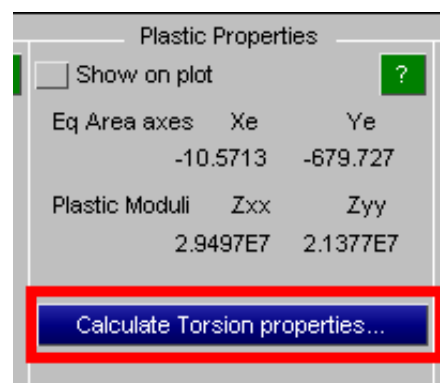 Plastic Properties
Show on plot ?
Eq Area axes Xe Ye
-10.5713 -679.727
Plastic Moduli Zxx Zyy
2.9497E7 2.1377E7
Calculate Torsion properties...